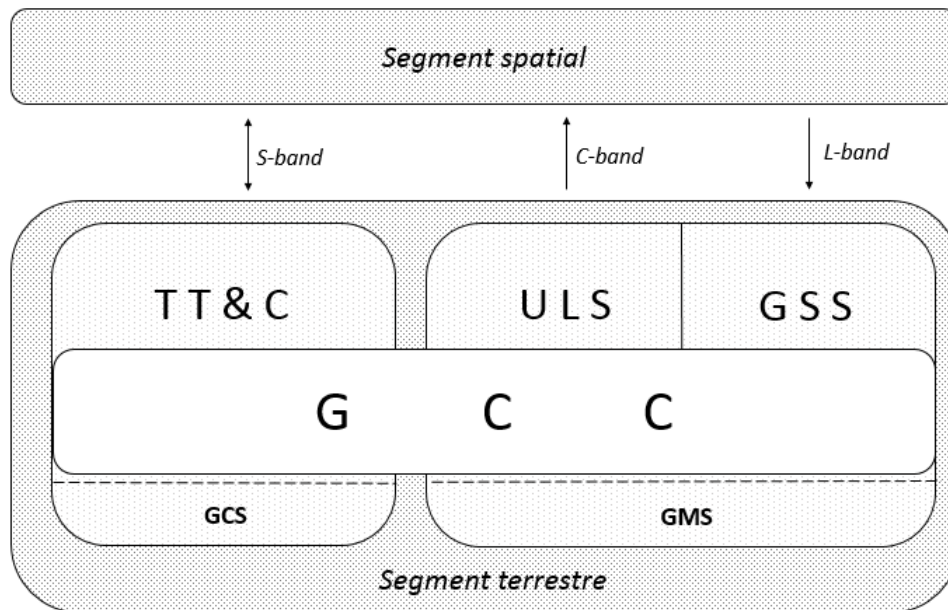 Segment spatial
S-band
C-band
L-band
T T & C
U L S
G S S
G C C
GCS
GMS
Segment terrestre